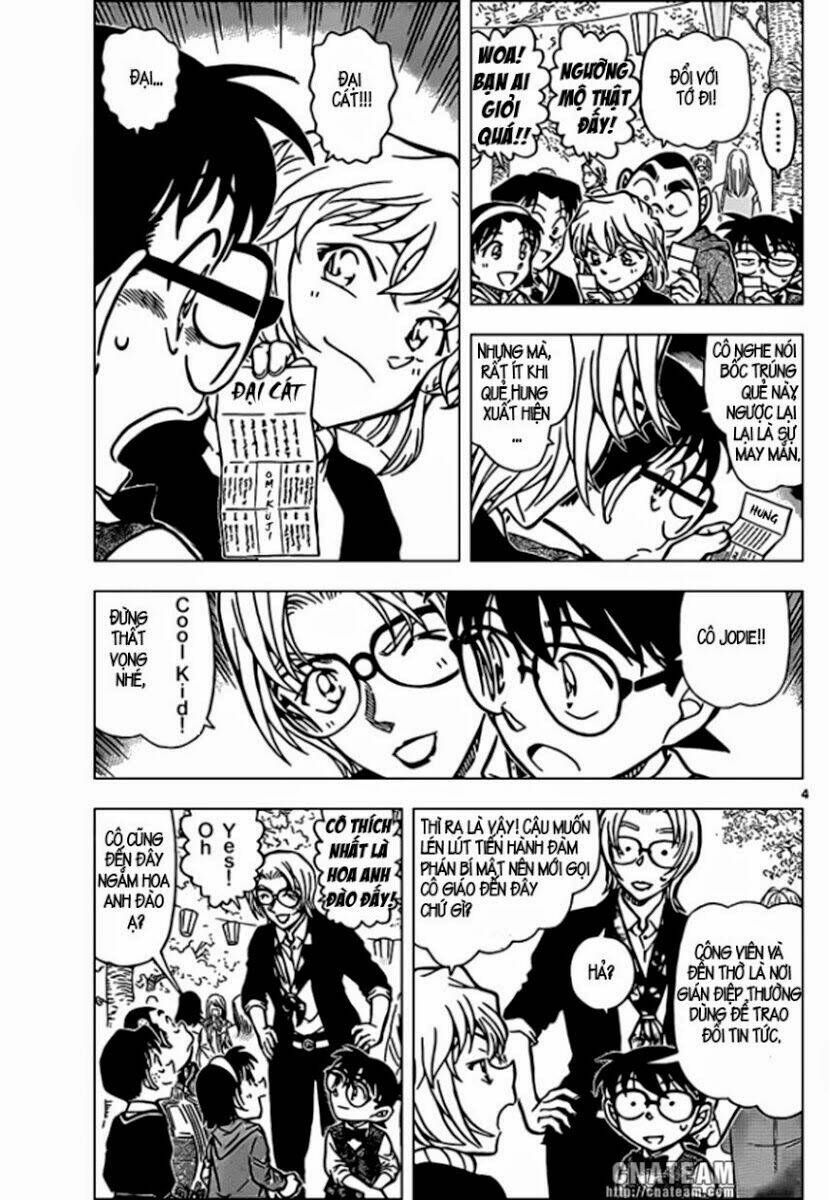 ......
ĐỔI VỚI
TỚ ĐI!
NGƯỠNG
MỘ THẬT
ĐẤY!
WOA!
BẠN AI
GIỎI
QUÁ!!
ĐẠI
CÁT!!!
ĐẠI...
ĐẠI CÁT
OMIKUJI
CÔ NGHE NÓI
BỐC TRÚNG
QUẺ NÀY,
NGƯỢC LẠI
LẠI LÀ SỰ
MAY MẮN.
NHƯNG MÀ,
RẤT ÍT KHI
QUẺ HUNG
XUẤT HIỆN
...
HUNG
CÔ JODIE!!
Cool Kid!
ĐỪNG
THẤT
VỌNG
NHÉ,
4
THÌ RA LÀ VẬY! CẬU MUỐN
LÉN LÚT TIẾN HÀNH ĐÀM
PHÁN BÍ MẬT NÊN MỚI GỌI
CÔ GIÁO ĐẾN ĐÂY
CHỨ GÌ?
HẢ?
CÔNG VIÊN VÀ
ĐỀN THỜ LÀ NƠI
GIÁN ĐIỆP THƯỜNG
DÙNG ĐỂ TRAO
ĐỔI TIN TỨC.
CÔ THÍCH
NHẤT LÀ
HOA ANH
ĐÀO ĐẤY!
Oh
Yes!
CÔ CŨNG
ĐẾN ĐÂY
NGẮM HOA
ANH ĐÀO
Ạ?
CNATEAM
http://cnateam.com